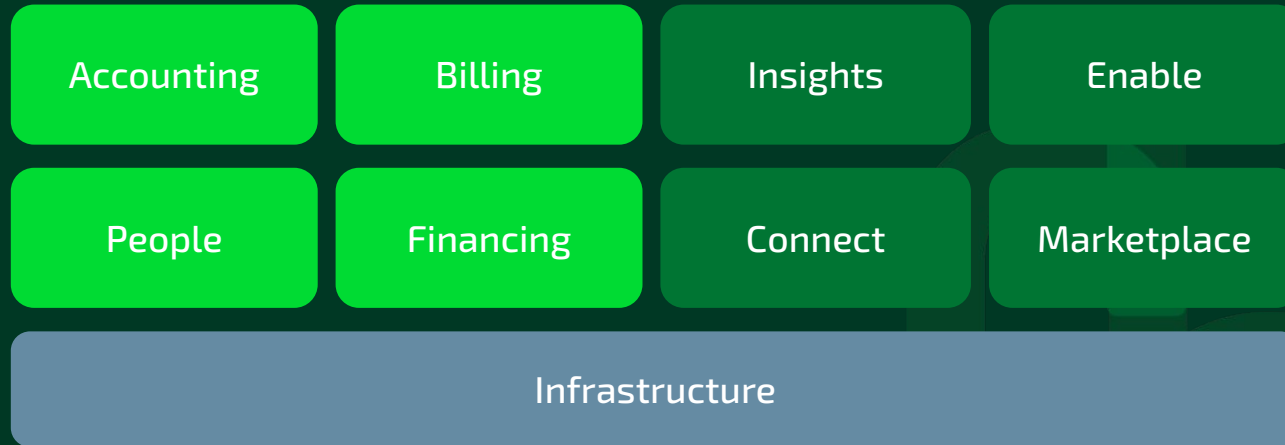 Accounting Billing Insights Enable
People Financing Connect Marketplace
Infrastructure